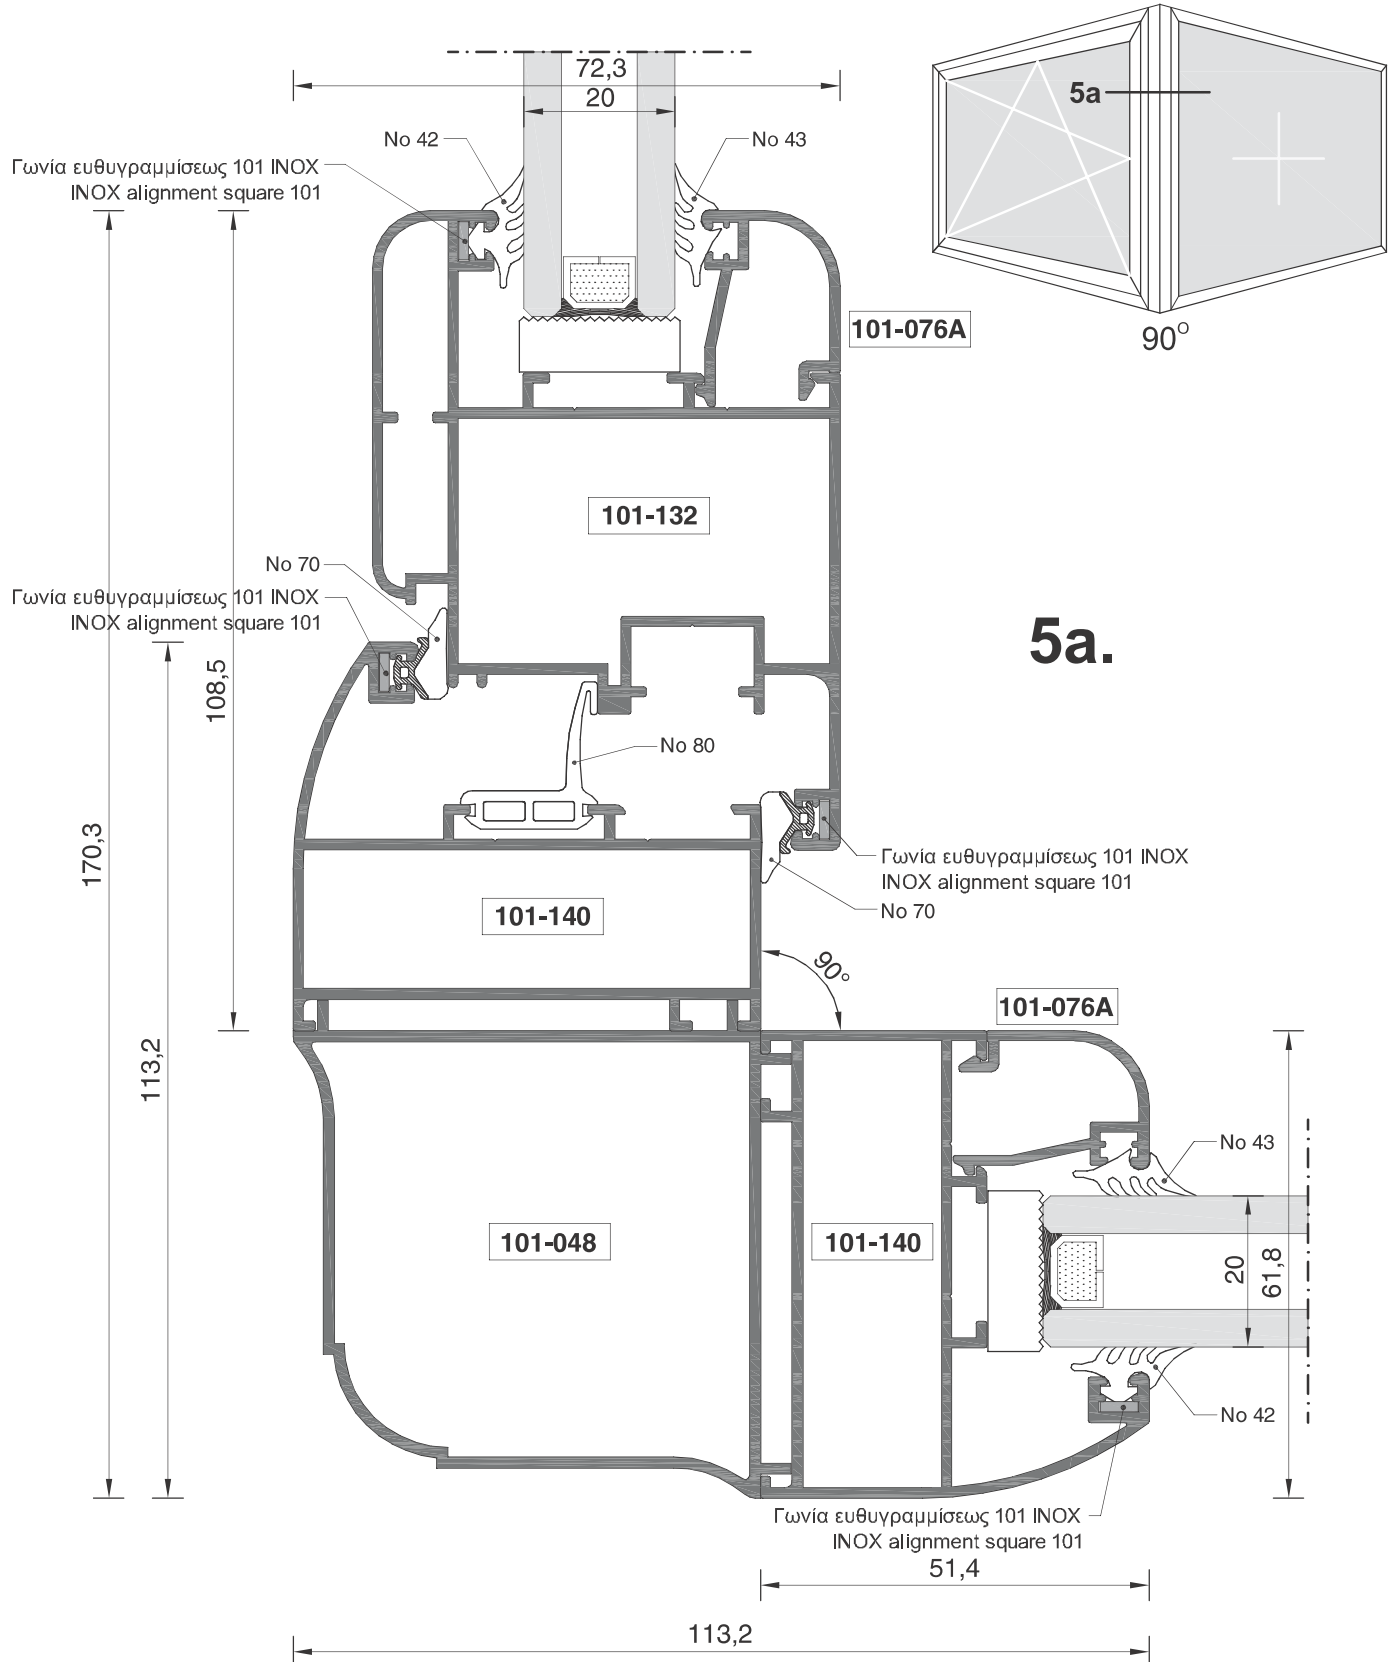 72,3
20
No 42
No 43
Γωνία ευθυγραμμίσεως 101 INOX
INOX alignment square 101
5a
90°
101-076A
101-132
No 70
Γωνία ευθυγραμμίσεως 101 INOX
INOX alignment square 101
5a.
108,5
No 80
170,3
Γωνία ευθυγραμμίσεως 101 INOX
INOX alignment square 101
No 70
101-140
90°
101-076A
113,2
No 43
101-048
101-140
20
61,8
No 42
Γωνία ευθυγραμμίσεως 101 INOX
INOX alignment square 101
51,4
113,2